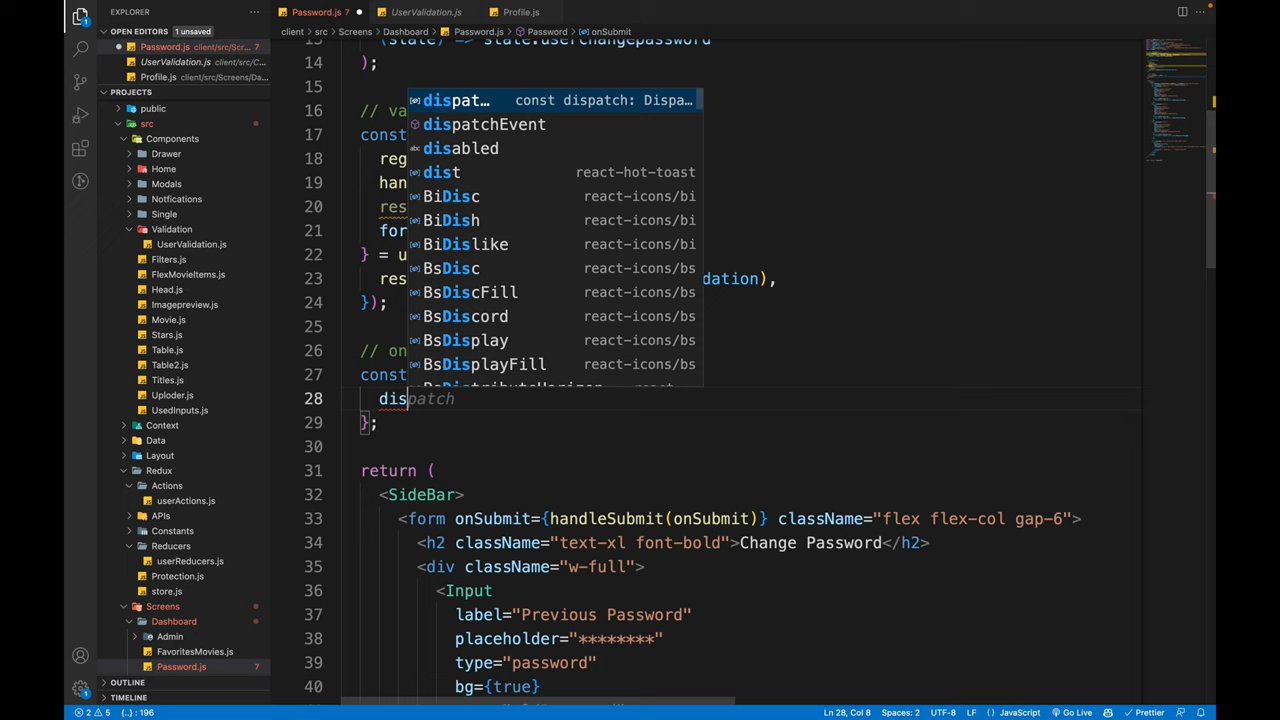 EXPLORER
OPEN EDITORS 1 unsaved
Password.js client/src/Scr... 7
UserValidation.js client/src/C...
Profile.js client/src/Screens/Da...
PROJECTS
public
src
Components
Drawer
Home
Modals
Notfications
Single
Validation
UserValidation.js
Filters.js
FlexMovieItems.js
Head.js
Imagepreview.js
Movie.js
Stars.js
Table.js
Table2.js
Titles.js
Uploder.js
UsedInputs.js
Context
Data
Layout
Redux
Actions
userActions.js
APIs
Constants
Reducers
userReducers.js
Protection.js
store.js
Screens
Dashboard
Admin
FavoritesMovies.js
Password.js 7
OUTLINE
TIMELINE
Password.js 7
UserValidation.js
Profile.js
client > src > Screens > Dashboard > Password.js > Password > onSubmit
13 (state) => state.userChangePassword
14 );
15
16 // va
17 const
18 reg
19 han
20 res
21 for
22 } = u
23 res dation),
24 });
25
26 // on
27 const
28 dispatch
29 };
30
31 return (
32 <SideBar>
33 <form onSubmit={handleSubmit(onSubmit)} className="flex flex-col gap-6">
34 <h2 className="text-xl font-bold">Change Password</h2>
35 <div className="w-full">
36 <Input
37 label="Previous Password"
38 placeholder="********"
39 type="password"
40 bg={true}
dispat... const dispatch: Dispa...
dispatchEvent
disabled
dist react-hot-toast
BiDisc react-icons/bi
BiDish react-icons/bi
BiDislike react-icons/bi
BsDisc react-icons/bs
BsDiscFill react-icons/bs
BsDiscord react-icons/bs
BsDisplay react-icons/bs
BsDisplayFill react-icons/bs
2 5 {..} : 196
Ln 28, Col 8 Spaces: 2 UTF-8 LF {} JavaScript Go Live Prettier